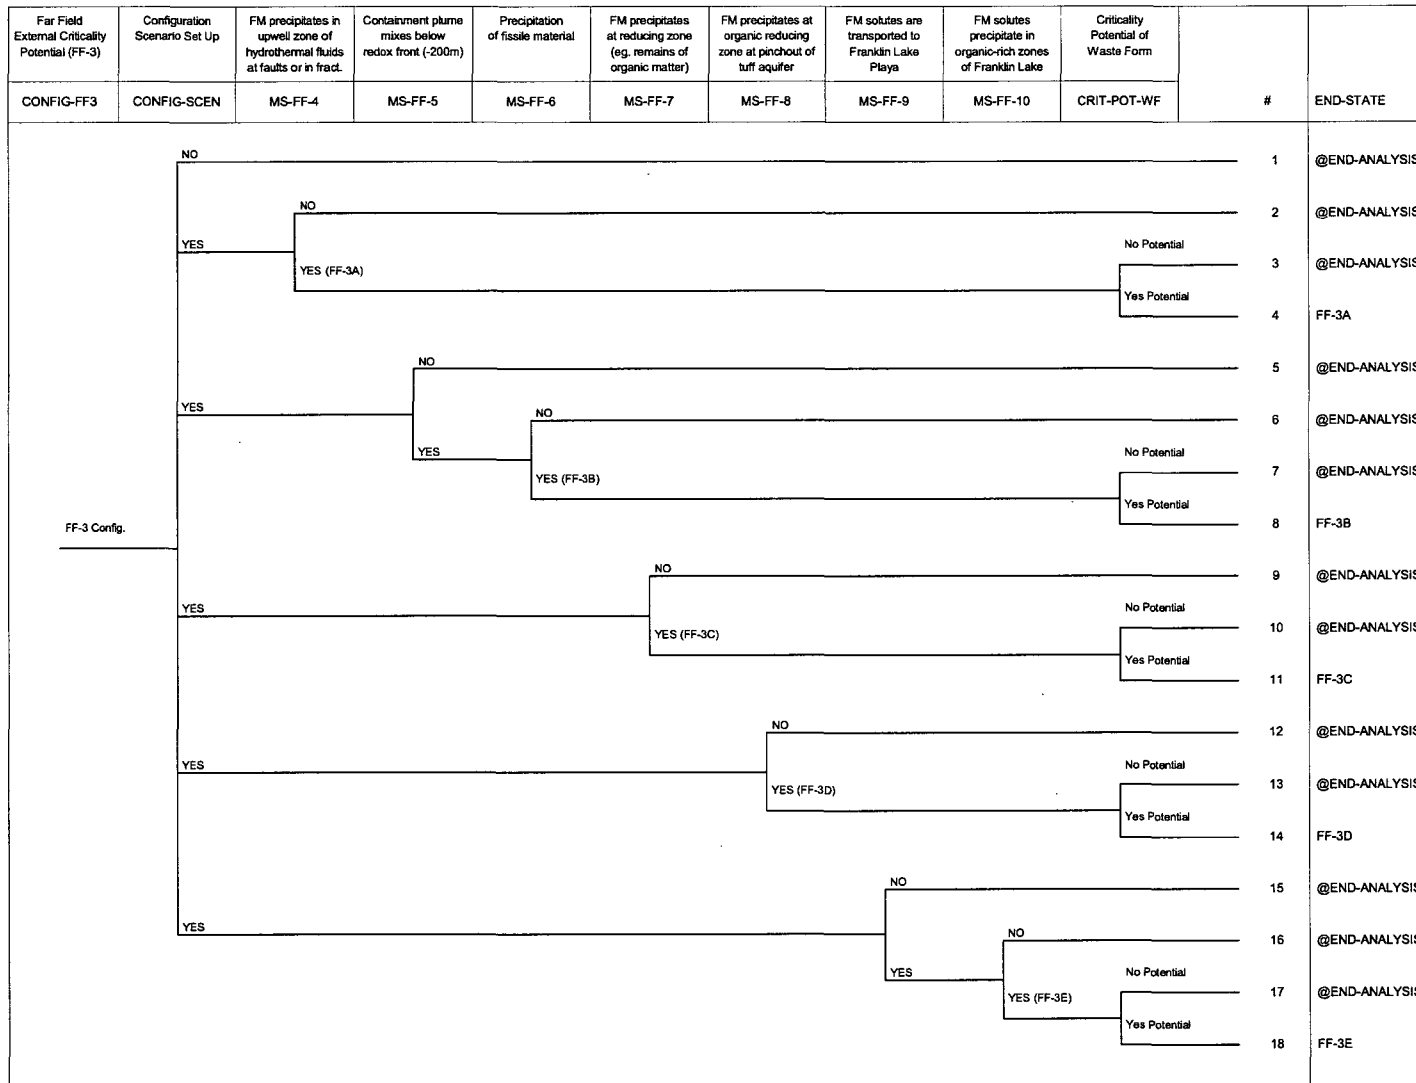 Far Field
External Criticality
Potential (FF-3)
Configuration
Scenario Set Up
FM precipitates in
upwell zone of
hydrothermal fluids
at faults or in fract.
Containment plume
mixes below
redox front (-200m)
Precipitation
of fissile material
FM precipitates
at reducing zone
(eg. remains of
organic matter)
FM precipitates at
organic reducing
zone at pinchout of
tuff aquifer
FM solutes are
transported to
Franklin Lake
Playa
FM solutes
precipitate in
organic-rich zones
of Franklin Lake
Criticality
Potential of
Waste Form
CONFIG-FF3 CONFIG-SCEN MS-FF-4 MS-FF-5 MS-FF-6 MS-FF-7 MS-FF-8 MS-FF-9 MS-FF-10 CRIT-POT-WF # END-STATE
NO 1 @END-ANALYSIS
NO 2 @END-ANALYSIS
YES No Potential
YES (FF-3A) 3 @END-ANALYSIS
Yes Potential
4 FF-3A
NO 5 @END-ANALYSIS
YES NO 6 @END-ANALYSIS
YES No Potential
YES (FF-3B) 7 @END-ANALYSIS
Yes Potential
FF-3 Config. 8 FF-3B
NO 9 @END-ANALYSIS
YES No Potential
YES (FF-3C) 10 @END-ANALYSIS
Yes Potential
11 FF-3C
NO 12 @END-ANALYSIS
YES No Potential
YES (FF-3D) 13 @END-ANALYSIS
Yes Potential
14 FF-3D
NO 15 @END-ANALYSIS
YES NO 16 @END-ANALYSIS
YES No Potential
YES (FF-3E) 17 @END-ANALYSIS
Yes Potential
18 FF-3E